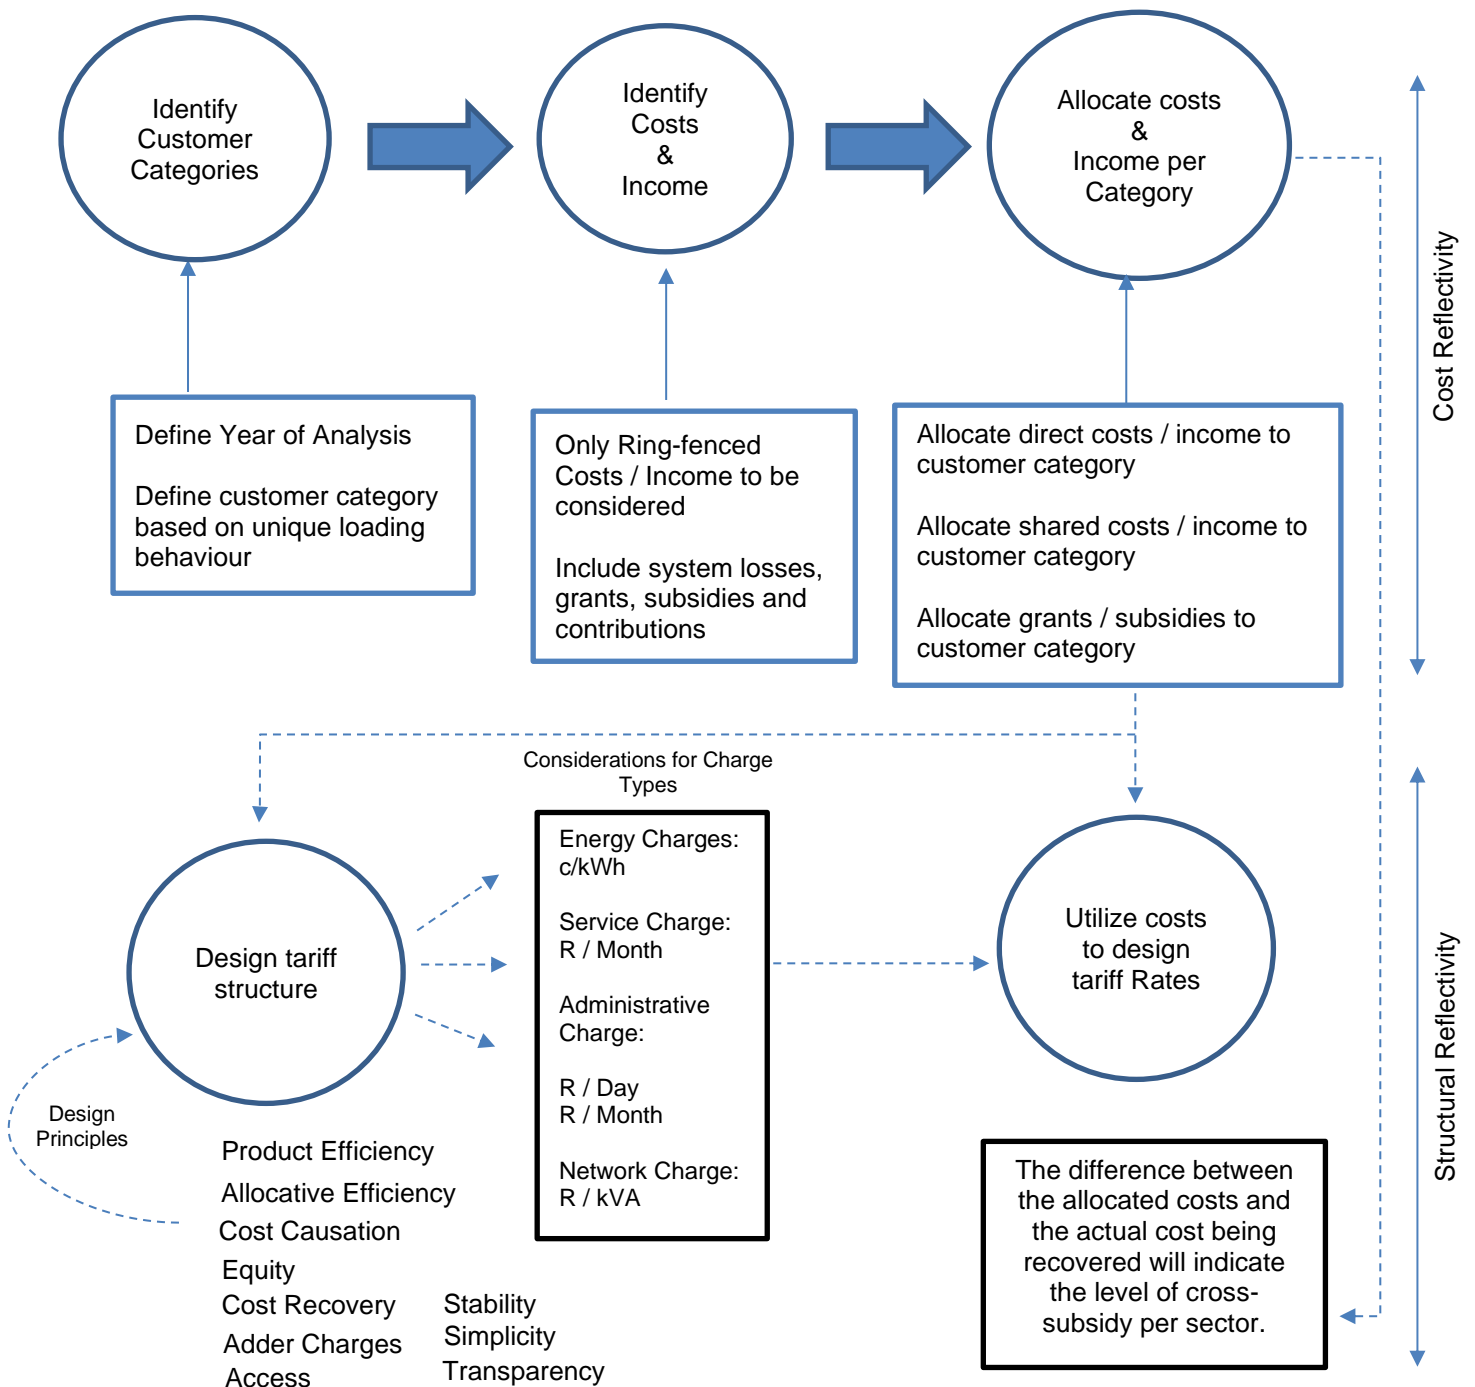 Identify
Customer
Categories
Identify
Costs
&
Income
Allocate costs
&
Income per
Category
Cost Reflectivity
Define Year of Analysis
Define customer category
based on unique loading
behaviour
Only Ring-fenced
Costs / Income to be
considered
Include system losses,
grants, subsidies and
contributions
Allocate direct costs / income to
customer category
Allocate shared costs / income to
customer category
Allocate grants / subsidies to
customer category
Considerations for Charge
Types
Design tariff
structure
Energy Charges:
c/kWh
Service Charge:
R / Month
Administrative
Charge:
R / Day
R / Month
Network Charge:
R / kVA
Utilize costs
to design
tariff Rates
Structural Reflectivity
Design
Principles
Product Efficiency
Allocative Efficiency
Cost Causation
Equity
Cost Recovery
Adder Charges
Access
Stability
Simplicity
Transparency
The difference between
the allocated costs and
the actual cost being
recovered will indicate
the level of cross-
subsidy per sector.